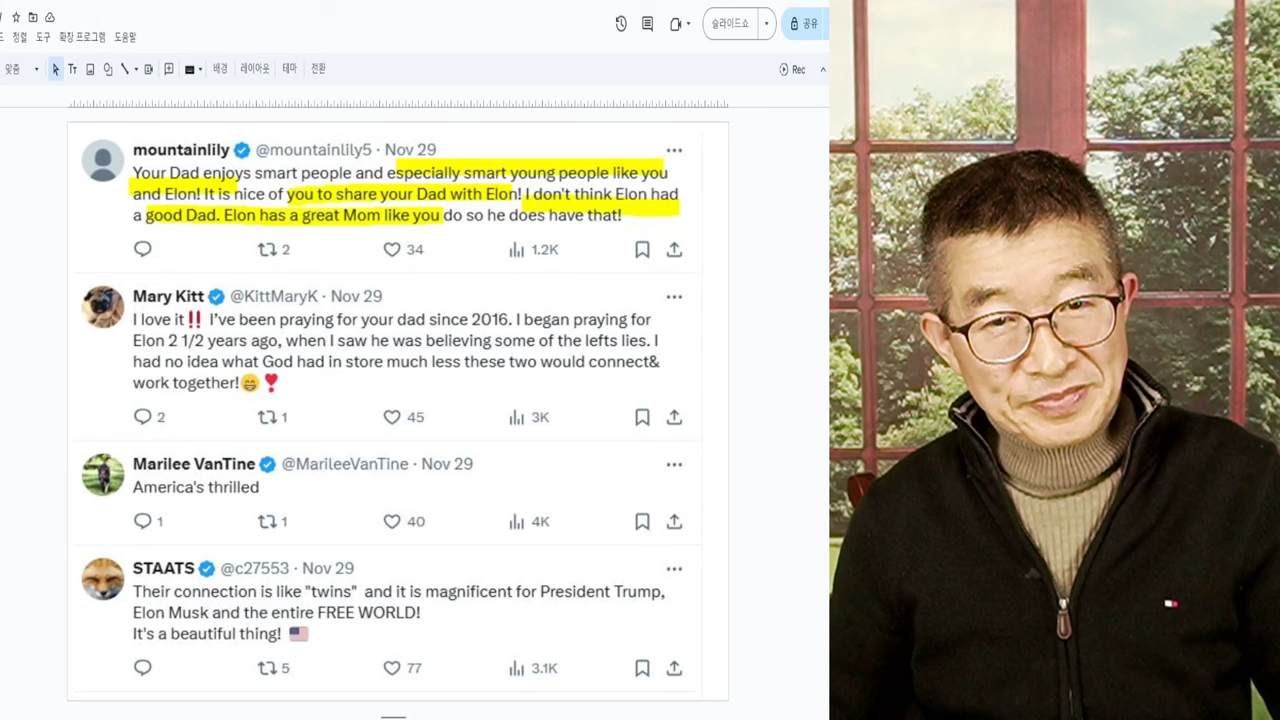 정렬 도구 확장 프로그램 도움말
슬라이드쇼
공유
맞춤
Tт
배경 레이아웃 테마 전환
Rec
mountainlily @mountainlily5 · Nov 29
Your Dad enjoys smart people and especially smart young people like you
and Elon! It is nice of you to share your Dad with Elon! I don't think Elon had
a good Dad. Elon has a great Mom like you do so he does have that!
2 34 1.2K
Mary Kitt @KittMaryK · Nov 29
I love it‼️ I’ve been praying for your dad since 2016. I began praying for
Elon 2 1/2 years ago, when I saw he was believing some of the lefts lies. I
had no idea what God had in store much less these two would connect&
work together!😁❣️
2 1 45 3K
Marilee VanTine @MarileeVanTine · Nov 29
America's thrilled
1 1 40 4K
STAATS @c27553 · Nov 29
Their connection is like "twins" and it is magnificent for President Trump,
Elon Musk and the entire FREE WORLD!
It's a beautiful thing! 🇺🇸
5 77 3.1K